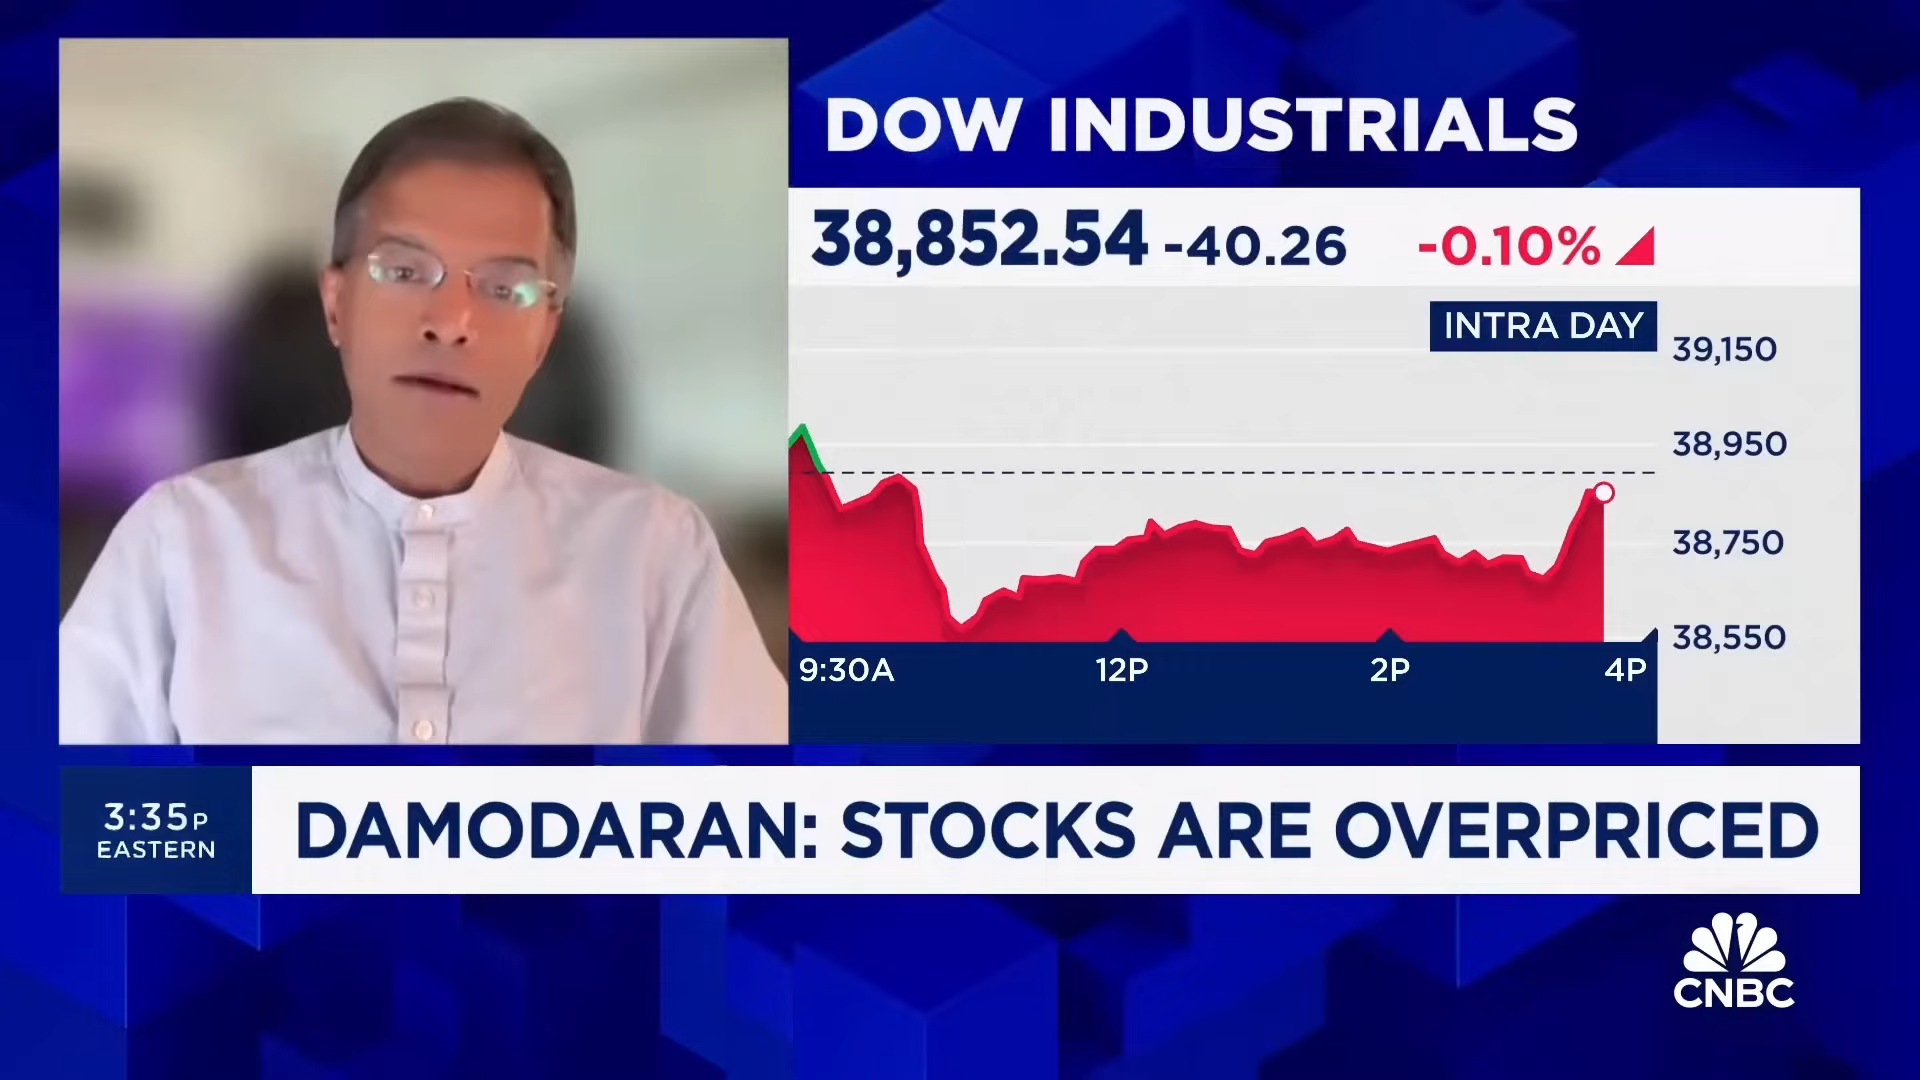 DOW INDUSTRIALS
38,852.54 -40.26 -0.10%
INTRA DAY
39,150
38,950
38,750
38,550
9:30A 12P 2P 4P
3:35P
EASTERN
DAMODARAN: STOCKS ARE OVERPRICED
CNBC